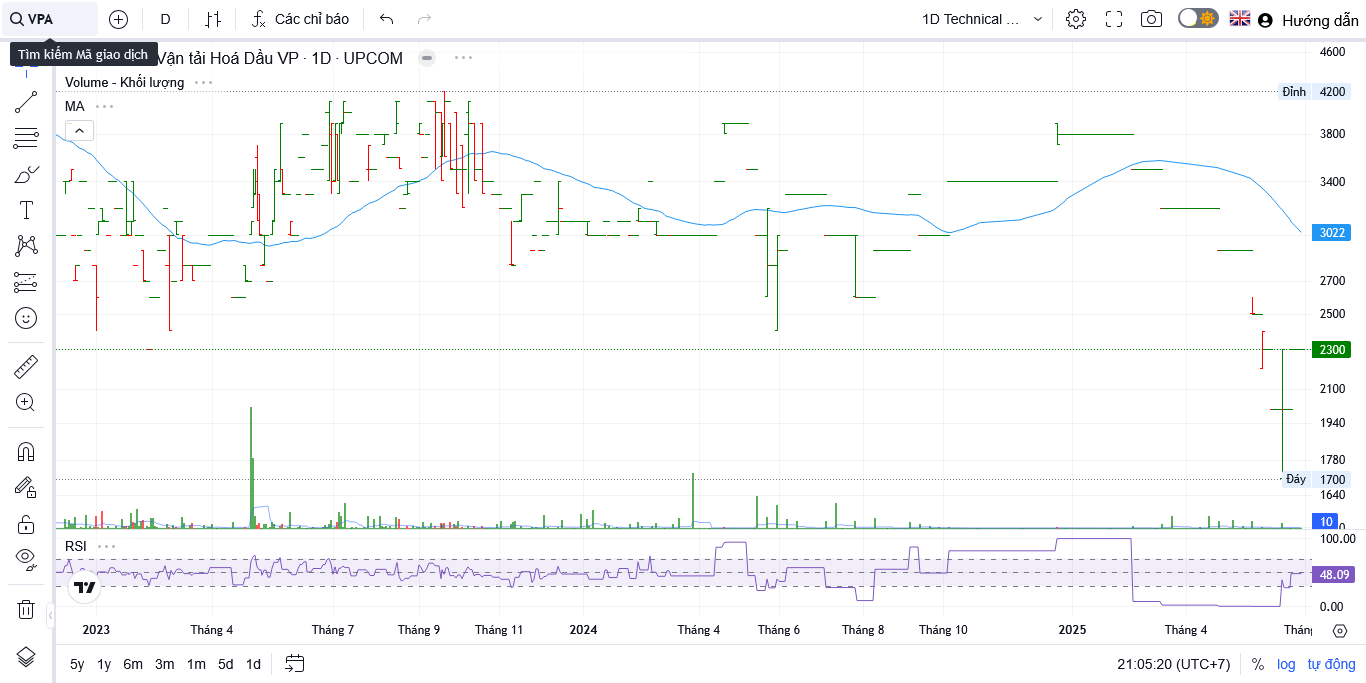 VPA
D
Các chỉ báo
1D Technical ...
Hướng dẫn
Tìm kiếm Mã giao dịch
Vận tải Hoá Dầu VP · 1D · UPCOM
Volume - Khối lượng
MA
4600
Đỉnh 4200
3800
3400
3022
2700
2500
2300
2100
1940
1780
Đáy 1700
1640
10
0
RSI
100.00
48.09
0.00
2023 Tháng 4 Tháng 7 Tháng 9 Tháng 11 2024 Tháng 4 Tháng 6 Tháng 8 Tháng 10 2025 Tháng 4
5y 1y 6m 3m 1m 5d 1d
21:05:20 (UTC+7) % log tự động